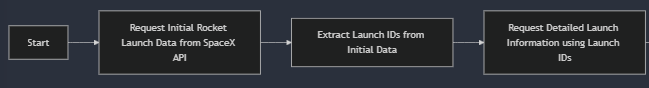 Start
Request Initial Rocket
Launch Data from SpaceX
API
Extract Launch IDs from
Initial Data
Request Detailed Launch
Information using Launch
IDs